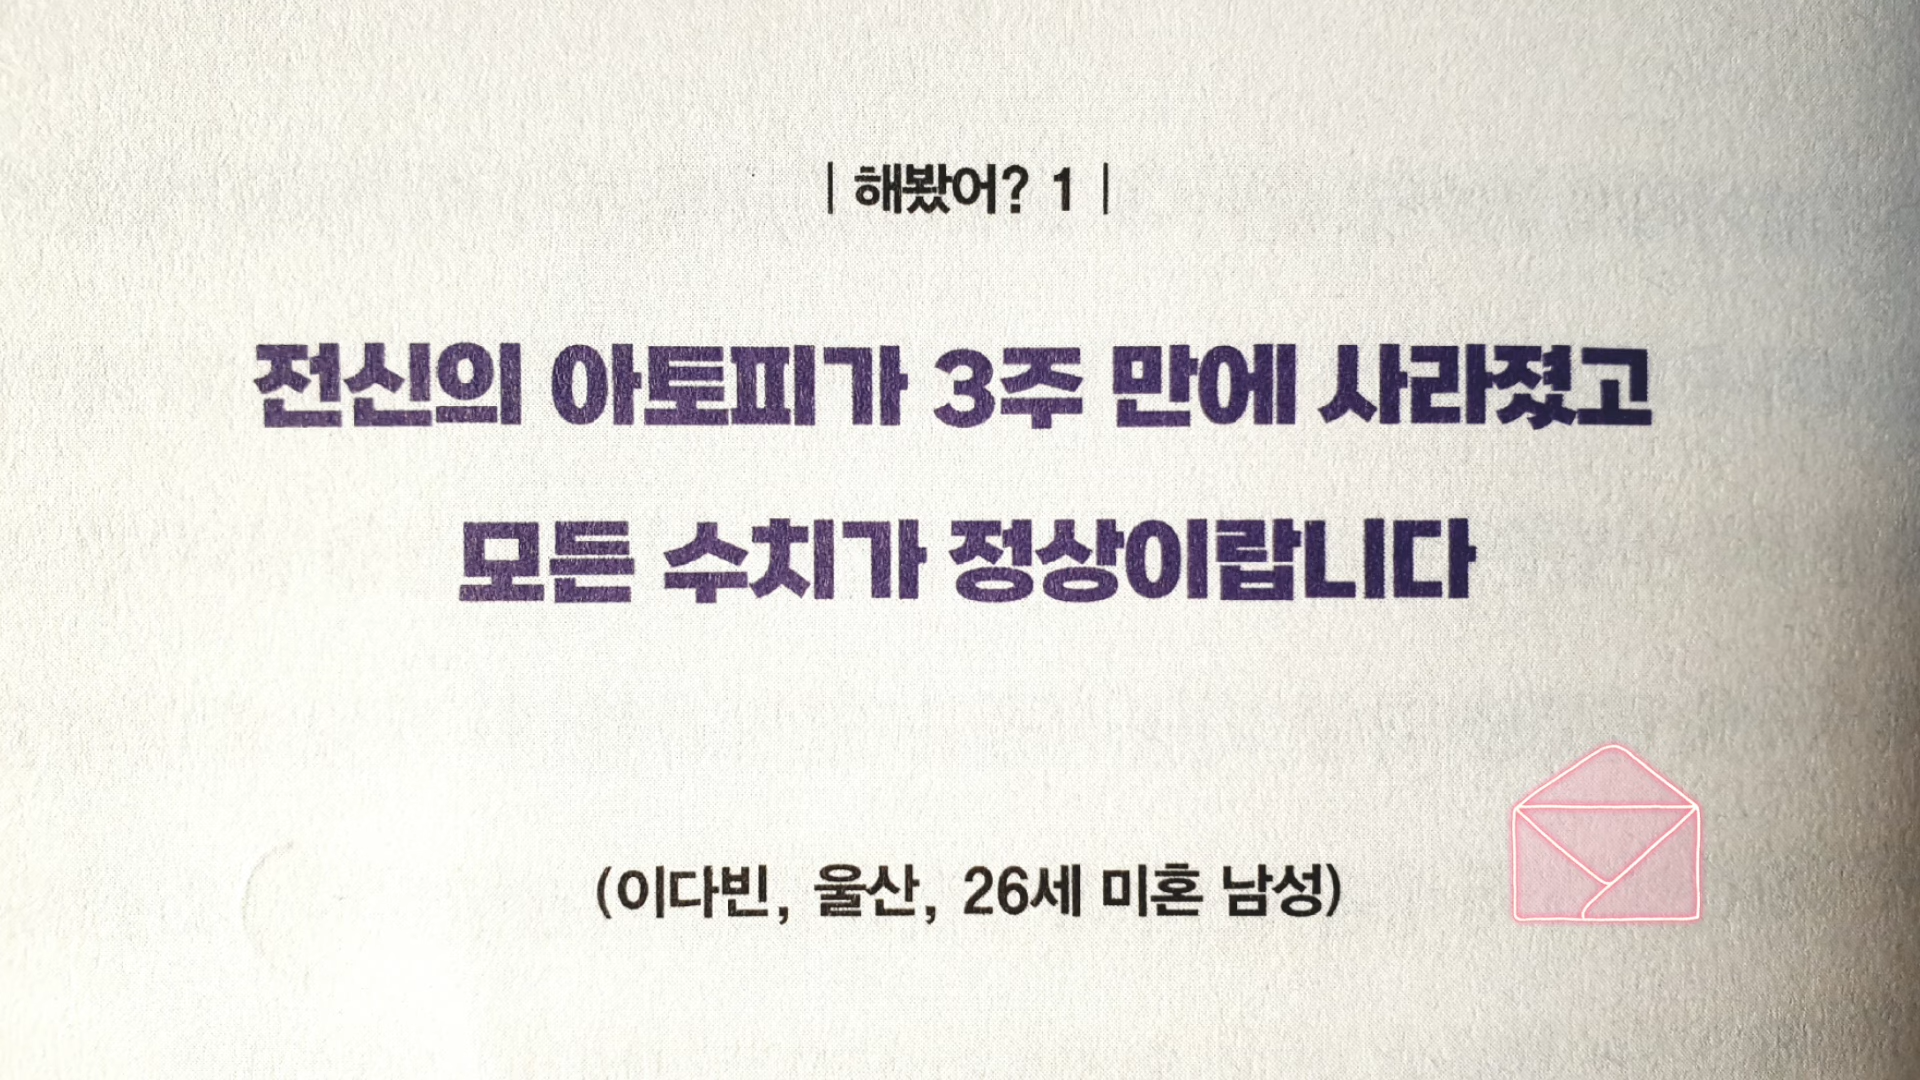 | 해봤어? 1 |
전신의 아토피가 3주 만에 사라졌고
모든 수치가 정상이랍니다
(이다빈, 울산, 26세 미혼 남성)